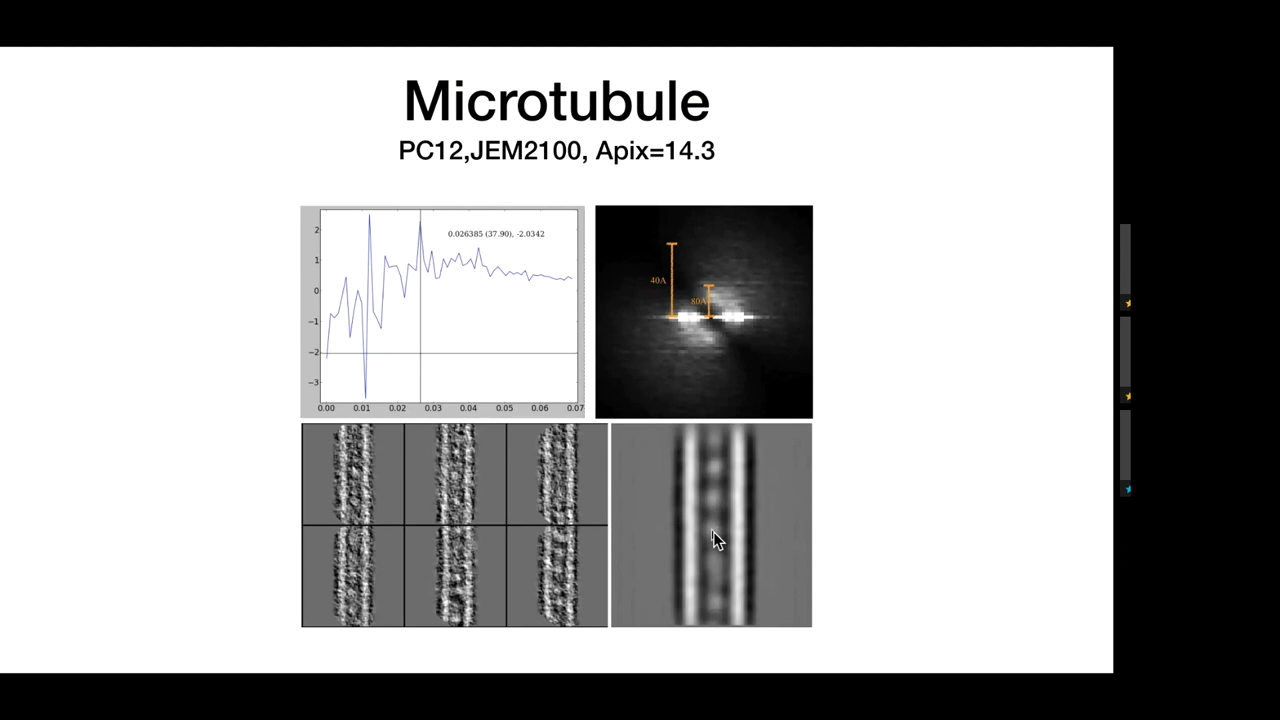 Microtubule
PC12,JEM2100, Apix=14.3
0.026385 (37.90), -2.0342
2
1
0
−1
−2
−3
0.00 0.01 0.02 0.03 0.04 0.05 0.06 0.07
40A
80A